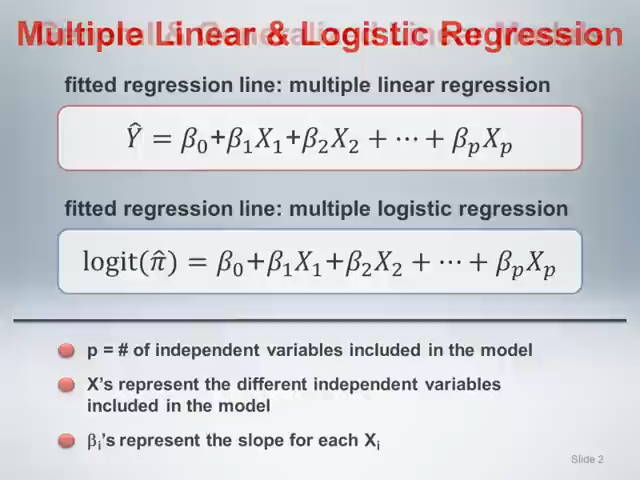 Multiple Linear & Logistic Regression
fitted regression line: multiple linear regression
Ŷ = β₀+β₁X₁+β₂X₂ + ⋯ + βₚXₚ
fitted regression line: multiple logistic regression
logit(π̂) = β₀+β₁X₁+β₂X₂ + ⋯ + βₚXₚ
p = # of independent variables included in the model
X's represent the different independent variables
included in the model
βᵢ's represent the slope for each Xᵢ
Slide 2